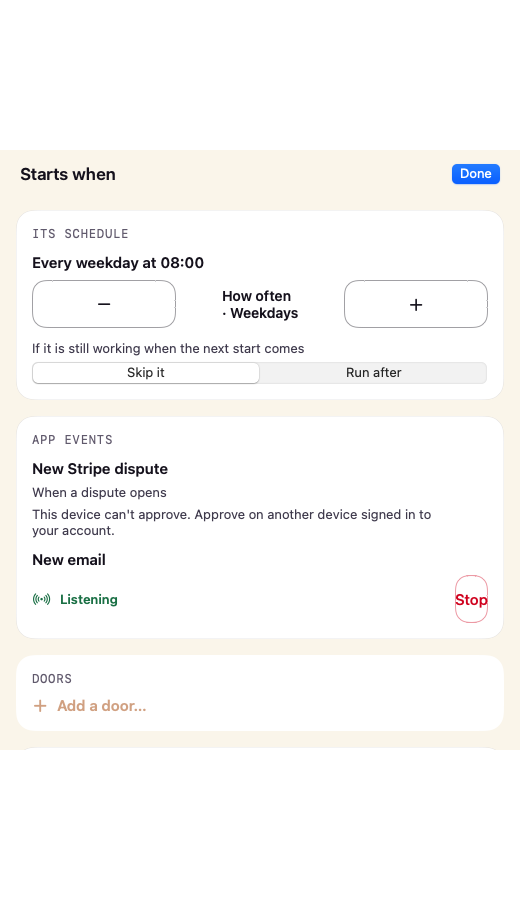 Starts when
Done
ITS SCHEDULE
Every weekday at 08:00
−
How often
· Weekdays
+
If it is still working when the next start comes
Skip it
Run after
APP EVENTS
New Stripe dispute
When a dispute opens
This device can't approve. Approve on another device signed in to
your account.
New email
Listening
Stop
DOORS
+ Add a door...